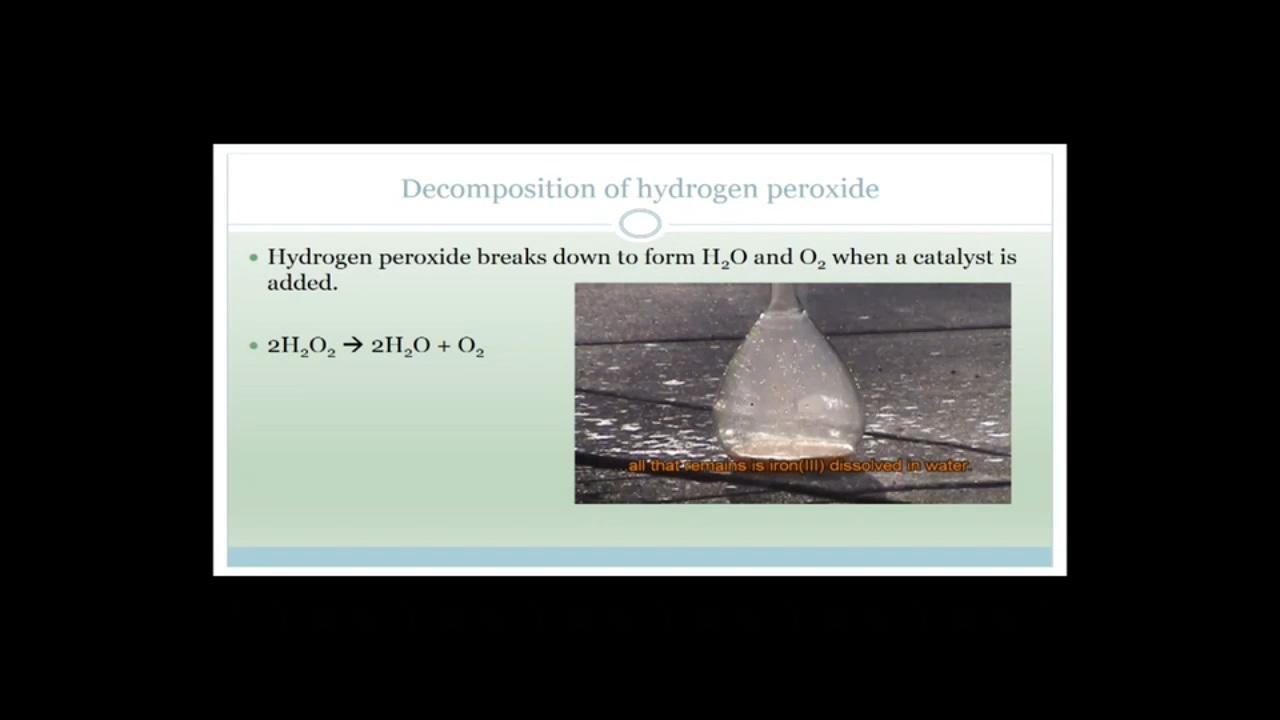 Decomposition of hydrogen peroxide
• Hydrogen peroxide breaks down to form H₂O and O₂ when a catalyst is
added.
• 2H₂O₂ → 2H₂O + O₂
all that remains is iron(III) dissolved in water